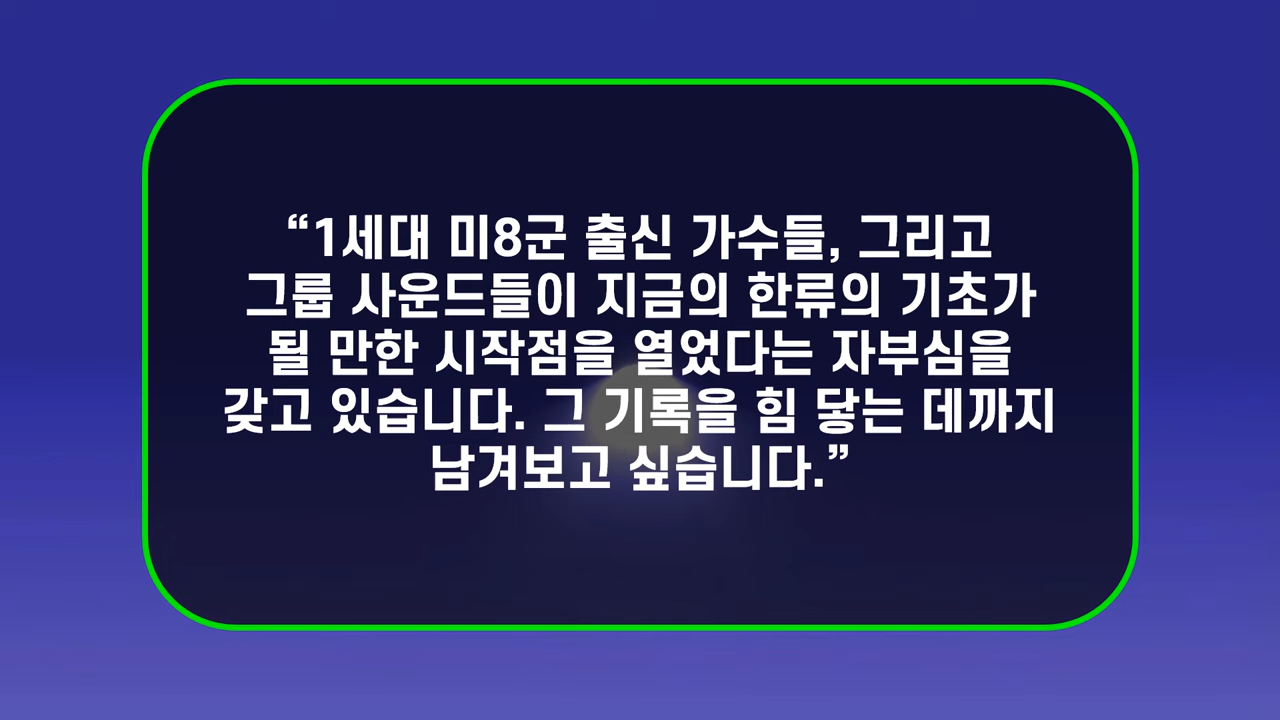 “1세대 미8군 출신 가수들, 그리고
그룹 사운드들이 지금의 한류의 기초가
될 만한 시작점을 열었다는 자부심을
갖고 있습니다. 그 기록을 힘 닿는 데까지
남겨보고 싶습니다.”